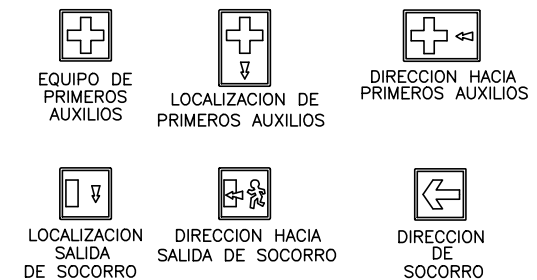 EQUIPO DE
PRIMEROS
AUXILIOS
LOCALIZACION DE
PRIMEROS AUXILIOS
DIRECCION HACIA
PRIMEROS AUXILIOS
LOCALIZACION
SALIDA
DE SOCORRO
DIRECCION HACIA
SALIDA DE SOCORRO
DIRECCION
DE
SOCORRO